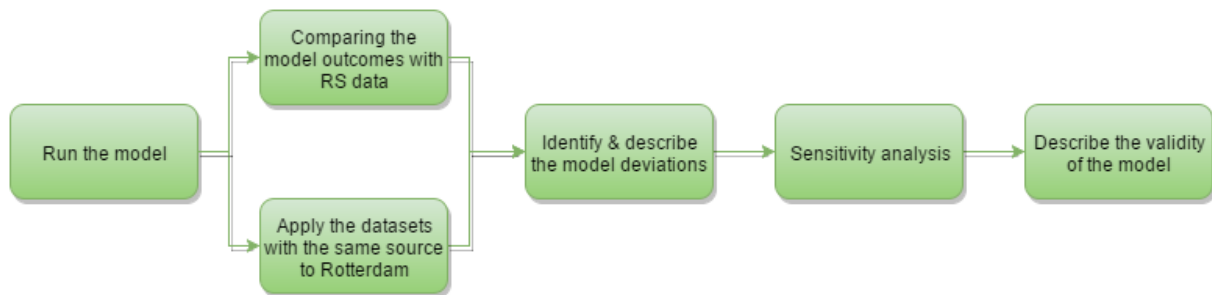 Run the model
Comparing the
model outcomes with
RS data
Apply the datasets
with the same source
to Rotterdam
Identify & describe
the model deviations
Sensitivity analysis
Describe the validity
of the model